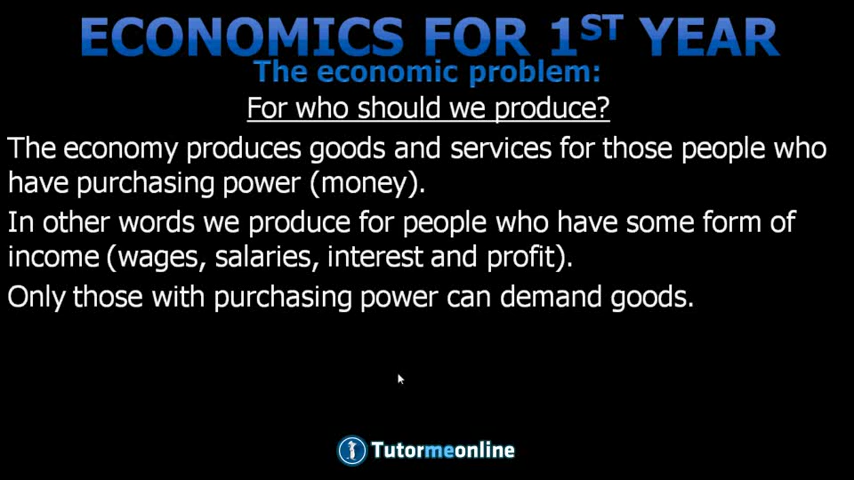 ECONOMICS FOR 1ST YEAR
The economic problem:
For who should we produce?
The economy produces goods and services for those people who
have purchasing power (money).
In other words we produce for people who have some form of
income (wages, salaries, interest and profit).
Only those with purchasing power can demand goods.
Tutormeonline